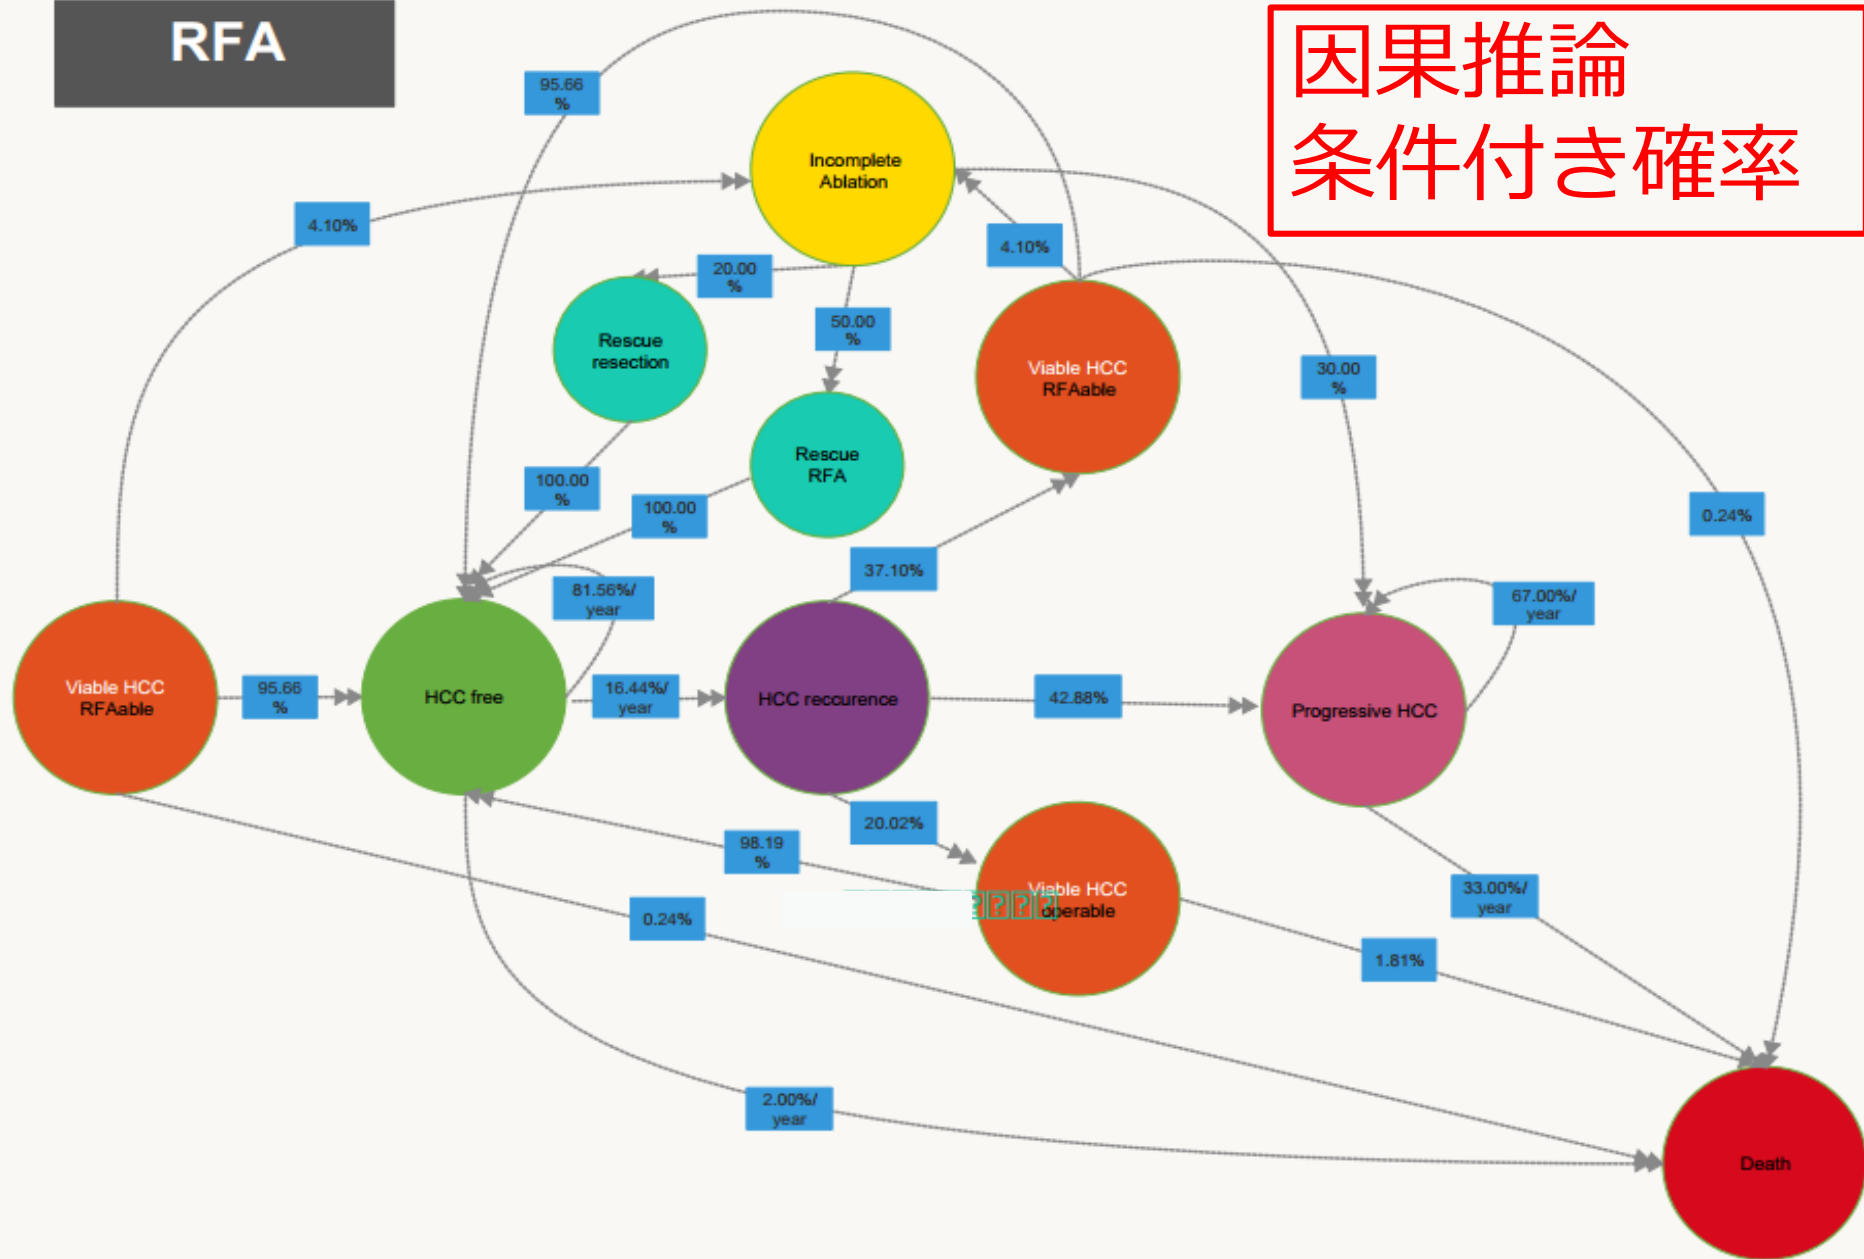 RFA
因果推論
条件付き確率
95.66
%
Incomplete
Ablation
4.10%
4.10%
20.00
%
50.00
%
Rescue
resection
Viable HCC
RFAable
30.00
%
Rescue
RFA
100.00
%
100.00
%
0.24%
37.10%
81.56%/
year
67.00%/
year
Viable HCC
RFAable
95.66
%
HCC free
16.44%/
year
HCC reccurence
42.88%
Progressive HCC
20.02%
98.19
%
Viable HCC
operable
0.24%
33.00%/
year
1.81%
2.00%/
year
Death